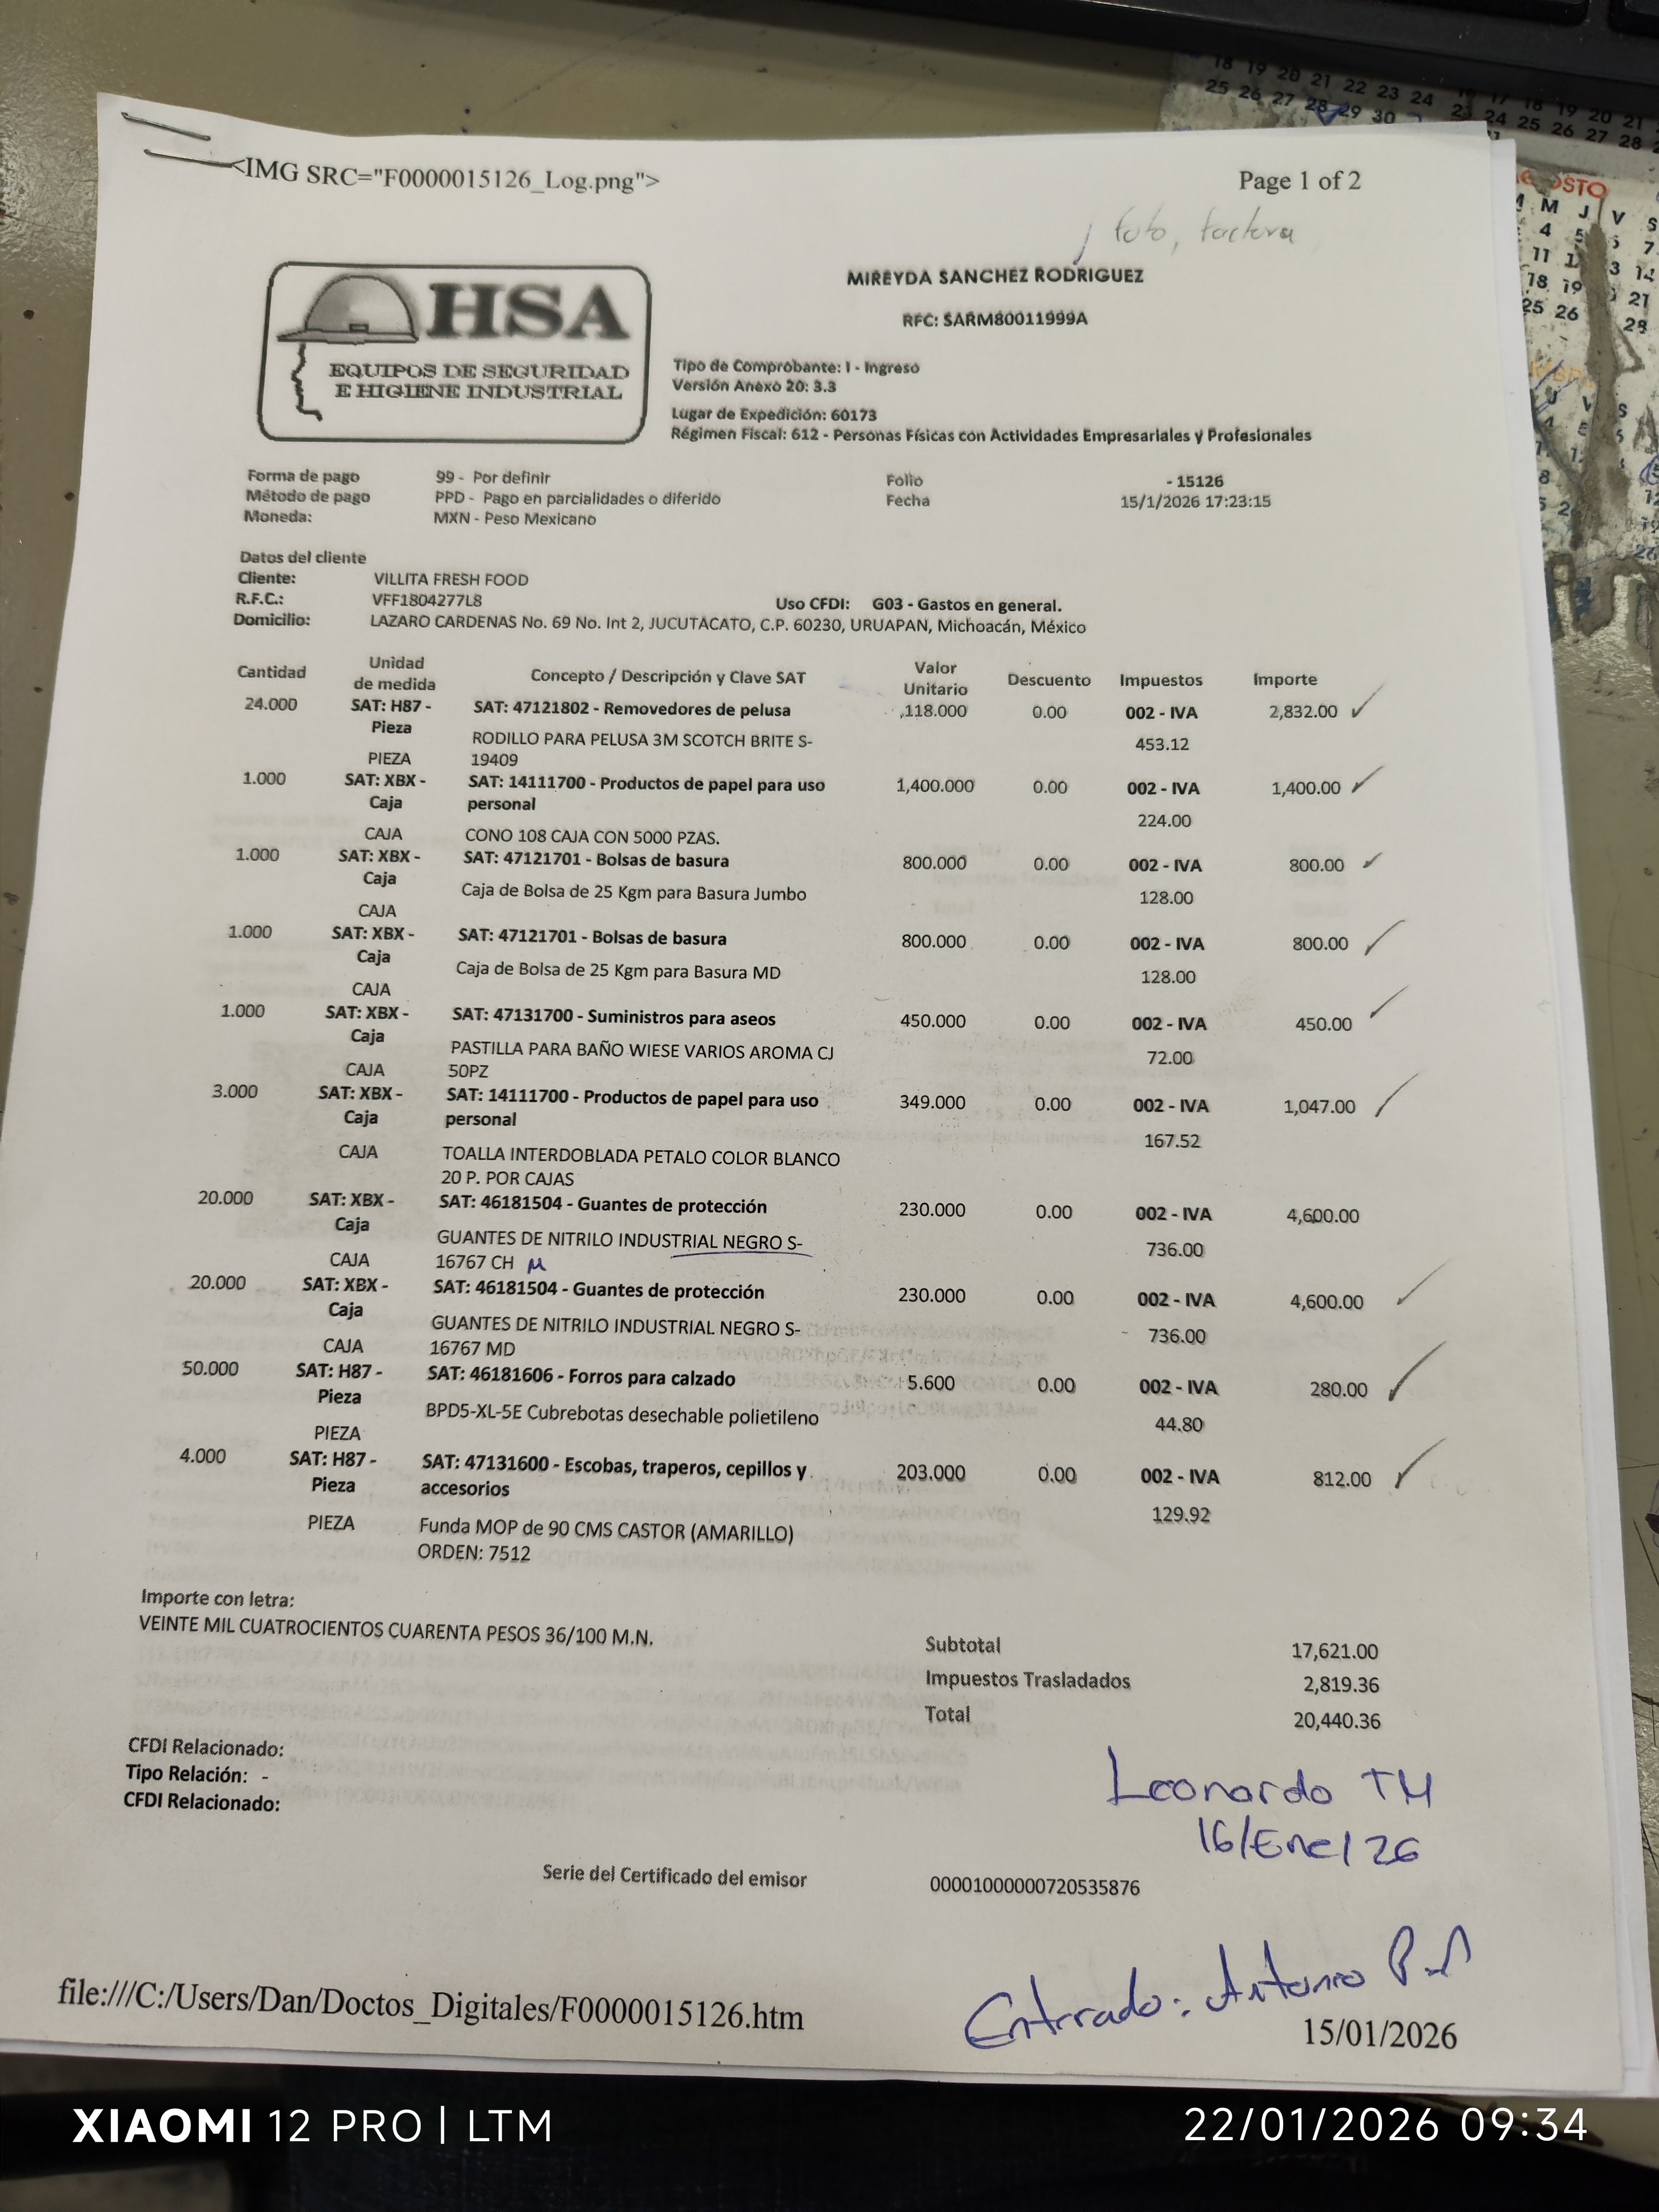 <IMG SRC="F0000015126_Log.png"> Page 1 of 2
foto, factura
HSA
EQUIPOS DE SEGURIDAD
E HIGIENE INDUSTRIAL
MIREYDA SANCHEZ RODRIGUEZ
RFC: SARM80011999A
Tipo de Comprobante: I - Ingreso
Versión Anexo 20: 3.3
Lugar de Expedición: 60173
Régimen Fiscal: 612 - Personas Físicas con Actividades Empresariales y Profesionales
Forma de pago 99 - Por definir Folio - 15126
Método de pago PPD - Pago en parcialidades o diferido Fecha 15/1/2026 17:23:15
Moneda: MXN - Peso Mexicano
Datos del cliente
Cliente: VILLITA FRESH FOOD
R.F.C.: VFF1804277L8 Uso CFDI: G03 - Gastos en general.
Domicilio: LAZARO CARDENAS No. 69 No. Int 2, JUCUTACATO, C.P. 60230, URUAPAN, Michoacán, México
Cantidad Unidad de medida Concepto / Descripción y Clave SAT Valor Unitario Descuento Impuestos Importe
24.000 SAT: H87 - SAT: 47121802 - Removedores de pelusa 118.000 0.00 002 - IVA 2,832.00
Pieza
RODILLO PARA PELUSA 3M SCOTCH BRITE S- 453.12
PIEZA 19409
1.000 SAT: XBX - SAT: 14111700 - Productos de papel para uso 1,400.000 0.00 002 - IVA 1,400.00
Caja personal
224.00
CAJA CONO 108 CAJA CON 5000 PZAS.
1.000 SAT: XBX - SAT: 47121701 - Bolsas de basura 800.000 0.00 002 - IVA 800.00
Caja
Caja de Bolsa de 25 Kgm para Basura Jumbo 128.00
CAJA
1.000 SAT: XBX - SAT: 47121701 - Bolsas de basura 800.000 0.00 002 - IVA 800.00
Caja
Caja de Bolsa de 25 Kgm para Basura MD 128.00
CAJA
1.000 SAT: XBX - SAT: 47131700 - Suministros para aseos 450.000 0.00 002 - IVA 450.00
Caja
PASTILLA PARA BAÑO WIESE VARIOS AROMA CJ 72.00
CAJA 50PZ
3.000 SAT: XBX - SAT: 14111700 - Productos de papel para uso 349.000 0.00 002 - IVA 1,047.00
Caja personal
167.52
CAJA TOALLA INTERDOBLADA PETALO COLOR BLANCO
20 P. POR CAJAS
20.000 SAT: XBX - SAT: 46181504 - Guantes de protección 230.000 0.00 002 - IVA 4,600.00
Caja
GUANTES DE NITRILO INDUSTRIAL NEGRO S- 736.00
CAJA 16767 CH M
20.000 SAT: XBX - SAT: 46181504 - Guantes de protección 230.000 0.00 002 - IVA 4,600.00
Caja
GUANTES DE NITRILO INDUSTRIAL NEGRO S- 736.00
CAJA 16767 MD
50.000 SAT: H87 - SAT: 46181606 - Forros para calzado 5.600 0.00 002 - IVA 280.00
Pieza
BPD5-XL-5E Cubrebotas desechable polietileno 44.80
PIEZA
4.000 SAT: H87 - SAT: 47131600 - Escobas, traperos, cepillos y 203.000 0.00 002 - IVA 812.00
Pieza accesorios
129.92
PIEZA Funda MOP de 90 CMS CASTOR (AMARILLO)
ORDEN: 7512
Importe con letra:
VEINTE MIL CUATROCIENTOS CUARENTA PESOS 36/100 M.N.
Subtotal 17,621.00
Impuestos Trasladados 2,819.36
Total 20,440.36
CFDI Relacionado:
Tipo Relación: -
CFDI Relacionado:
Leonardo TM
16/Ene/26
Serie del Certificado del emisor 00001000000720535876
Entrado: Antonio
file:///C:/Users/Dan/Doctos_Digitales/F0000015126.htm 15/01/2026
XIAOMI 12 PRO | LTM 22/01/2026 09:34